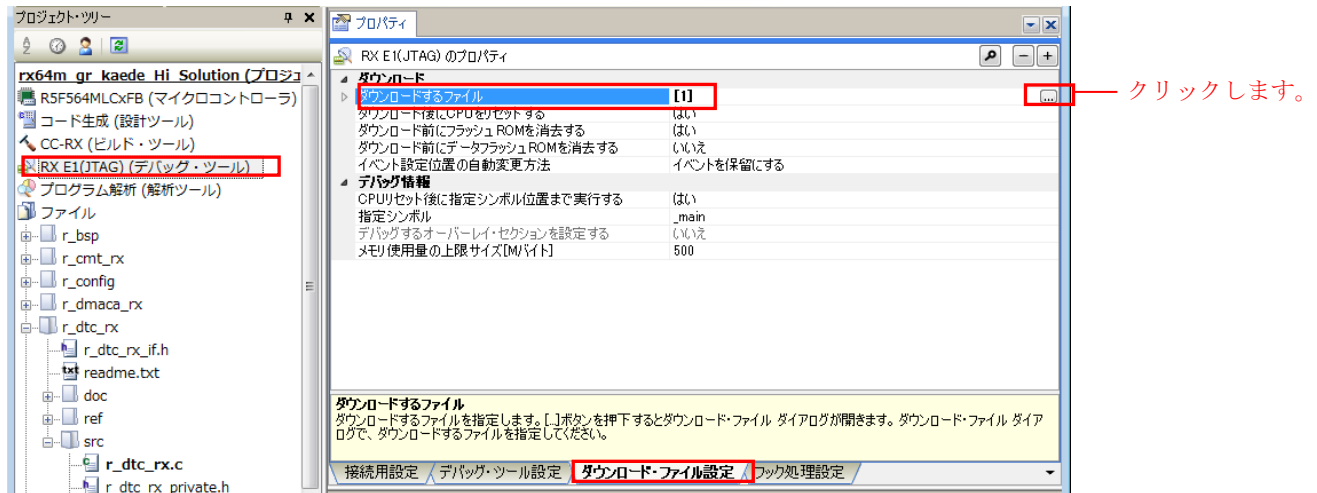 プロジェクト・ツリー
rx64m_gr_kaede_Hi_Solution (プロジェ
R5F564MLCxFB (マイクロコントローラ)
コード生成 (設計ツール)
CC-RX (ビルド・ツール)
RX E1(JTAG) (デバッグ・ツール)
プログラム解析 (解析ツール)
ファイル
r_bsp
r_cmt_rx
r_config
r_dmaca_rx
r_dtc_rx
r_dtc_rx_if.h
readme.txt
doc
ref
src
r_dtc_rx.c
r_dtc_rx_private.h
プロパティ
RX E1(JTAG) のプロパティ
ダウンロード
ダウンロードするファイル [1] ...
ダウンロード後にCPUをリセットする はい
ダウンロード前にフラッシュROMを消去する はい
ダウンロード前にデータフラッシュROMを消去する いいえ
イベント設定位置の自動変更方法 イベントを保留にする
デバッグ情報
CPUリセット後に指定シンボル位置まで実行する はい
指定シンボル _main
デバッグするオーバーレイ・セクションを設定する いいえ
メモリ使用量の上限サイズ[Mバイト] 500
クリックします。
ダウンロードするファイル
ダウンロードするファイルを指定します。[...]ボタンを押下するとダウンロード・ファイル ダイアログが開きます。ダウンロード・ファイル ダイア
ログで、ダウンロードするファイルを指定してください。
接続用設定 デバッグ・ツール設定 ダウンロード・ファイル設定 フック処理設定